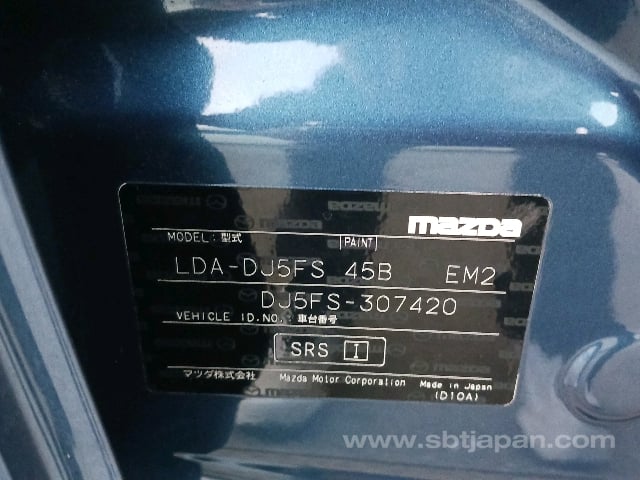 mazda
MODEL:型式 PAINT
LDA-DJ5FS 45B EM2
DJ5FS-307420
VEHICLE ID.NO.:車台番号
SRS I
マツダ株式会社 Mazda Motor Corporation Made in Japan
(D10A)
www.sbtjapan.com